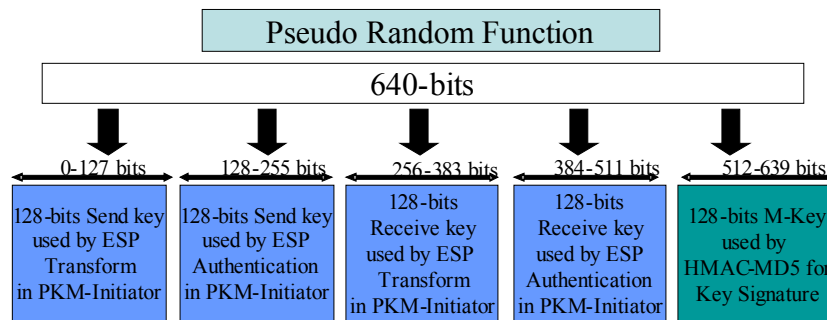 Pseudo Random Function
640-bits
0-127 bits
128-255 bits
256-383 bits
384-511 bits
512-639 bits
128-bits Send key
used by ESP
Transform
in PKM-Initiator
128-bits Send key
used by ESP
Authentication
in PKM-Initiator
128-bits
Receive key
used by ESP
Transform
in PKM-Initiator
128-bits
Receive key
used by ESP
Authentication
in PKM-Initiator
128-bits M-Key
used by
HMAC-MD5 for
Key Signature